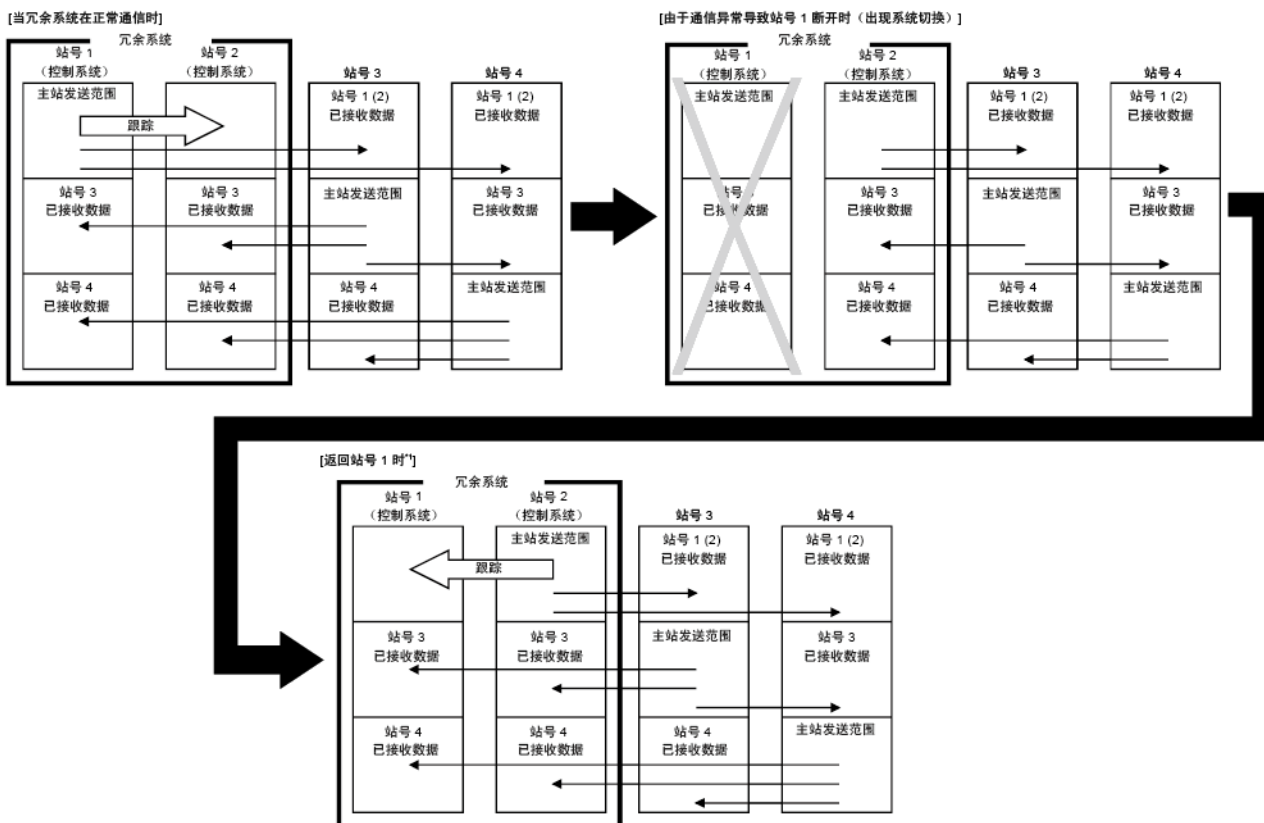 [当冗余系统在正常通信时]
冗余系统
站号 1
（控制系统）
站号 2
（控制系统）
站号 3
站号 4
主站发送范围
站号 1 (2)
已接收数据
站号 1 (2)
已接收数据
跟踪
站号 3
已接收数据
站号 3
已接收数据
主站发送范围
站号 3
已接收数据
站号 4
已接收数据
站号 4
已接收数据
站号 4
已接收数据
主站发送范围
[由于通信异常导致站号 1 断开时（出现系统切换）]
冗余系统
站号 1
（控制系统）
站号 2
（控制系统）
站号 3
站号 4
主站发送范围
主站发送范围
站号 1 (2)
已接收数据
站号 1 (2)
已接收数据
站号 3
已接收数据
站号 3
已接收数据
主站发送范围
站号 3
已接收数据
站号 4
已接收数据
站号 4
已接收数据
站号 4
已接收数据
主站发送范围
[返回站号 1 时*1]
冗余系统
站号 1
（控制系统）
站号 2
（控制系统）
站号 3
站号 4
主站发送范围
站号 1 (2)
已接收数据
站号 1 (2)
已接收数据
跟踪
站号 3
已接收数据
站号 3
已接收数据
主站发送范围
站号 3
已接收数据
站号 4
已接收数据
站号 4
已接收数据
站号 4
已接收数据
主站发送范围